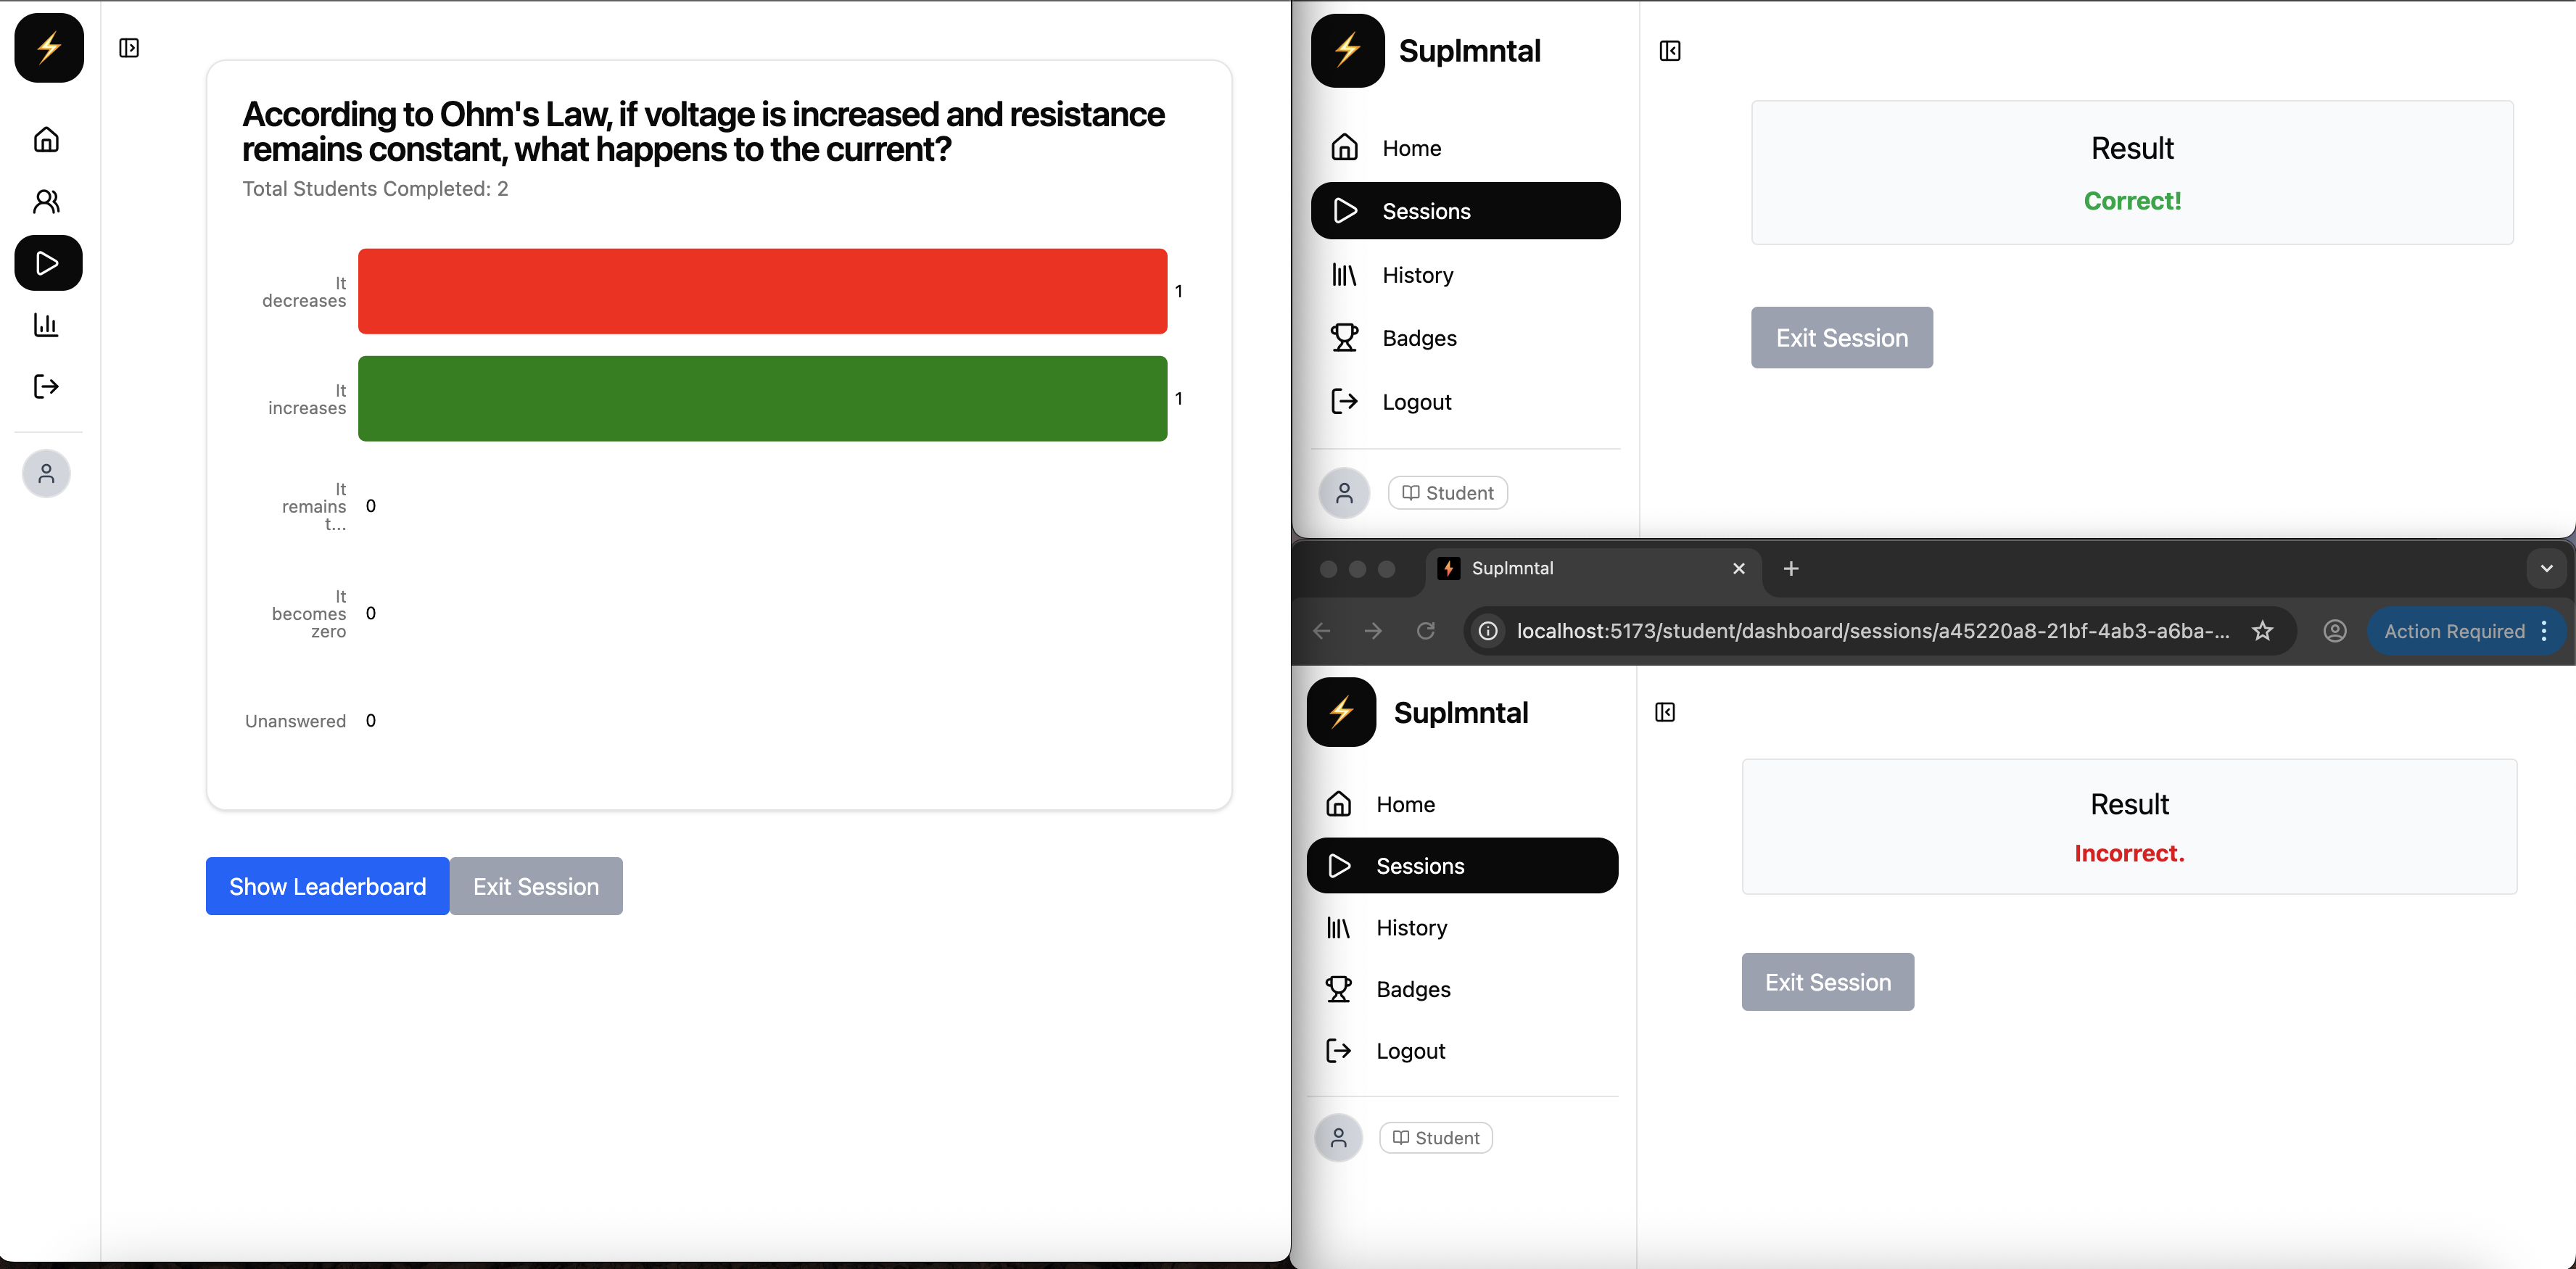 According to Ohm's Law, if voltage is increased and resistance
remains constant, what happens to the current?
Total Students Completed: 2
It
decreases
1
It
increases
1
It
remains
t...
0
It
becomes
zero
0
Unanswered
0
Show Leaderboard
Exit Session
Suplmntal
Home
Sessions
History
Badges
Logout
Student
Result
Correct!
Exit Session
Suplmntal
localhost:5173/student/dashboard/sessions/a45220a8-21bf-4ab3-a6ba-...
Action Required
Suplmntal
Home
Sessions
History
Badges
Logout
Student
Result
Incorrect.
Exit Session